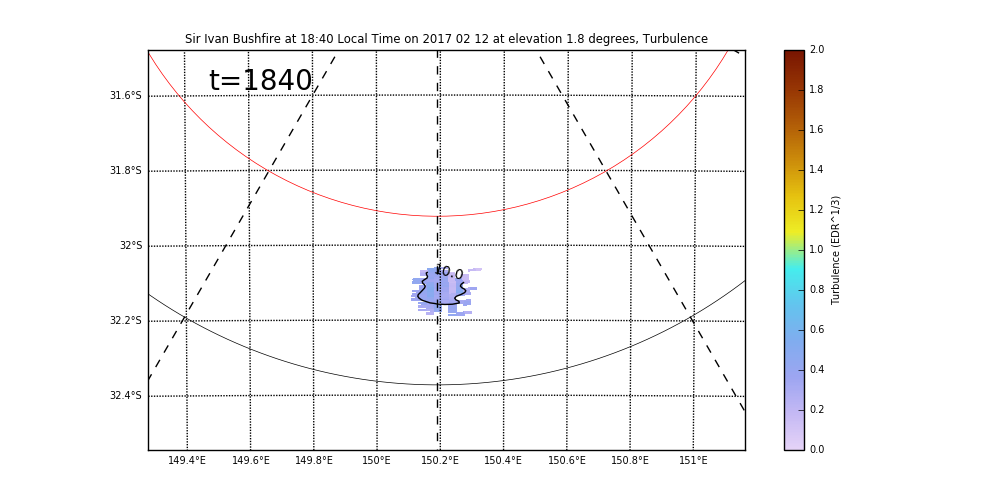 Sir Ivan Bushfire at 18:40 Local Time on 2017 02 12 at elevation 1.8 degrees, Turbulence
t=1840
31.6°S
31.8°S
32°S
32.2°S
32.4°S
10.0
149.4°E 149.6°E 149.8°E 150°E 150.2°E 150.4°E 150.6°E 150.8°E 151°E
2.0
1.8
1.6
1.4
1.2
1.0
0.8
0.6
0.4
0.2
0.0
Turbulence (EDR^1/3)